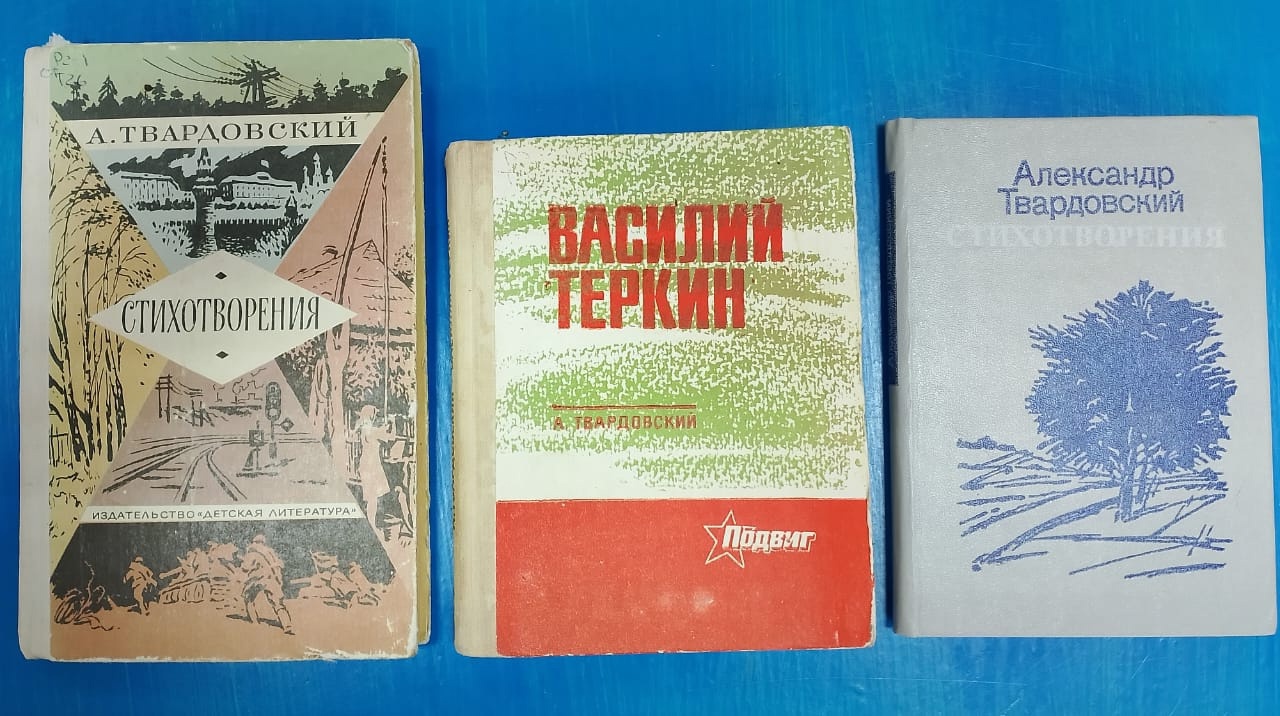 А. ТВАРДОВСКИЙ
СТИХОТВОРЕНИЯ
ИЗДАТЕЛЬСТВО «ДЕТСКАЯ ЛИТЕРАТУРА»
ВАСИЛИЙ
ТЕРКИН
А. ТВАРДОВСКИЙ
Подвиг
Александр
Твардовский
СТИХОТВОРЕНИЯ